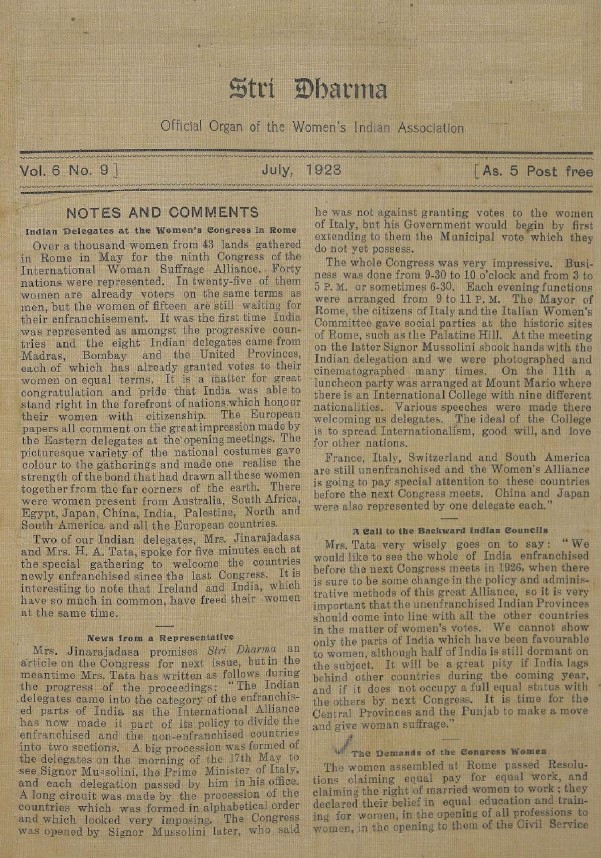 Stri Dharma
Official Organ of the Women's Indian Association
Vol. 6 No. 9 ]
July, 1923
[ As. 5 Post free
NOTES AND COMMENTS
Indian Delegates at the Women's Congress in Rome
Over a thousand women from 43 lands gathered
in Rome in May for the ninth Congress of the
International Woman Suffrage Alliance. Forty
nations were represented. In twenty-five of them
women are already voters on the same terms as
men, but the women of fifteen are still waiting for
their enfranchisement. It was the first time India
was represented as amongst the progressive coun-
tries and the eight Indian delegates came from
Madras, Bombay and the United Provinces,
each of which has already granted votes to their
women on equal terms. It is a matter for great
congratulation and pride that India was able to
stand right in the forefront of nations which honour
their women with citizenship. The European
papers all comment on the great impression made by
the Eastern delegates at the opening meetings. The
picturesque variety of the national costumes gave
colour to the gatherings and made one realise the
strength of the bond that had drawn all these women
together from the far corners of the earth. There
were women present from Australia, South Africa,
Egypt, Japan, China, India, Palestine, North and
South America and all the European countries.
Two of our Indian delegates, Mrs. Jinarajadasa
and Mrs. H. A. Tata, spoke for five minutes each at
the special gathering to welcome the countries
newly enfranchised since the last Congress. It is
interesting to note that Ireland and India, which
have so much in common, have freed their women
at the same time.
News from a Representative
Mrs. Jinarajadasa promises Stri Dharma an
article on the Congress for next issue, but in the
meantime Mrs. Tata has written as follows during
the progress of the proceedings: "The Indian
delegates came into the category of the enfranchis-
ed parts of India as the International Alliance
has now made it part of its policy to divide the
enfranchised and the non-enfranchised countries
into two sections. A big procession was formed of
the delegates on the morning of the 17th May to
see Signor Mussolini, the Prime Minister of Italy,
and each delegation passed by him in his office.
A long circuit was made by the procession of the
countries which was formed in alphabetical order
and which looked very imposing. The Congress
was opened by Signor Mussolini later, who said
he was not against granting votes to the women
of Italy, but his Government would begin by first
extending to them the Municipal vote which they
do not yet possess.
The whole Congress was very impressive. Busi-
ness was done from 9-30 to 10 o'clock and from 3 to
5 P. M. or sometimes 6-30. Each evening functions
were arranged from 9 to 11 P. M. The Mayor of
Rome, the citizens of Italy and the Italian Women's
Committee gave social parties at the historic sites
of Rome, such as the Palatine Hill. At the meeting
on the latter Signor Mussolini shook hands with the
Indian delegation and we were photographed and
cinematographed many times. On the 11th a
luncheon party was arranged at Mount Mario where
there is an International College with nine different
nationalities. Various speeches were made there
welcoming us delegates. The ideal of the College
is to spread Internationalism, good will, and love
for other nations.
France, Italy, Switzerland and South America
are still unenfranchised and the Women's Alliance
is going to pay special attention to these countries
before the next Congress meets. China and Japan
were also represented by one delegate each."
A Call to the Backward Indian Councils
Mrs. Tata very wisely goes on to say: "We
would like to see the whole of India enfranchised
before the next Congress meets in 1926, when there
is sure to be some change in the policy and adminis-
trative methods of this great Alliance, so it is very
important that the unenfranchised Indian Provinces
should come into line with all the other countries
in the matter of women's votes. We cannot show
only the parts of India which have been favourable
to women, although half of India is still dormant on
the subject. It will be a great pity if India lags
behind other countries during the coming year,
and if it does not occupy a full equal status with
the others by next Congress. It is time for the
Central Provinces and the Punjab to make a move
and give woman suffrage."
The Demands of the Congress Women
The women assembled at Rome passed Resolu-
tions claiming equal pay for equal work, and
claiming the right of married women to work; they
declared their belief in equal education and train-
ing for women, in the opening of all professions to
women, in the opening to them of the Civil Service